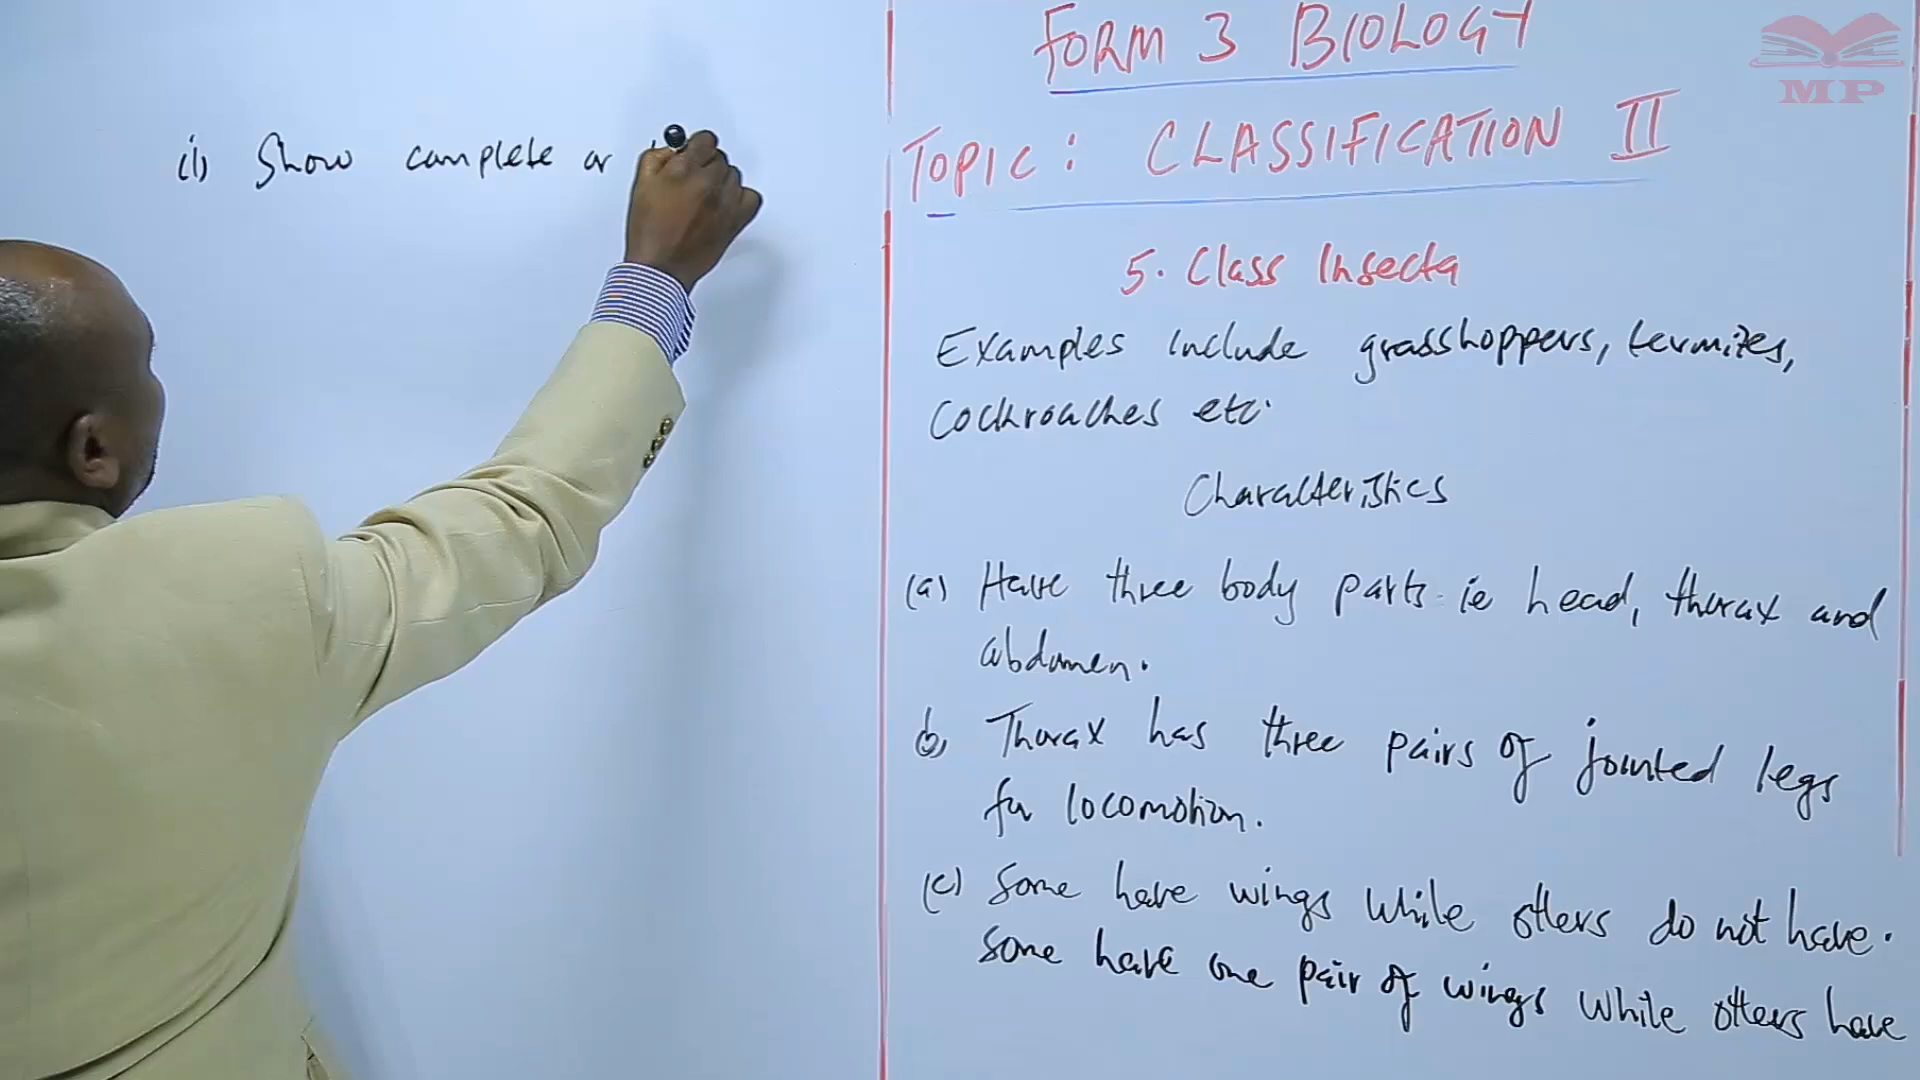 (i) Show complete or
FORM 3 BIOLOGY
TOPIC: CLASSIFICATION II
5. Class Insecta
Examples include grasshoppers, termites,
Cockroaches etc.
Characteristics
(a) Have three body parts ie head, thorax and
abdomen.
b) Thorax has three pairs of jointed legs
for locomotion.
(c) Some have wings while others do not have.
Some have one pair of wings while others have
MP